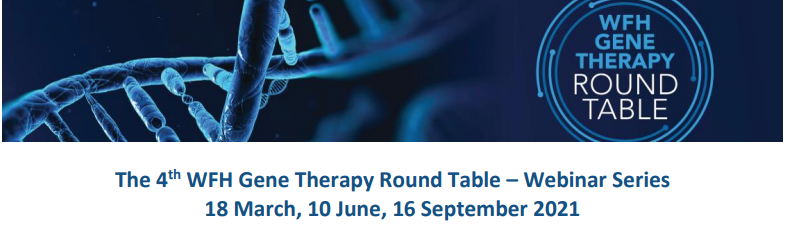 WFH
GENE
THERAPY
ROUND
TABLE
The 4th WFH Gene Therapy Round Table – Webinar Series
18 March, 10 June, 16 September 2021